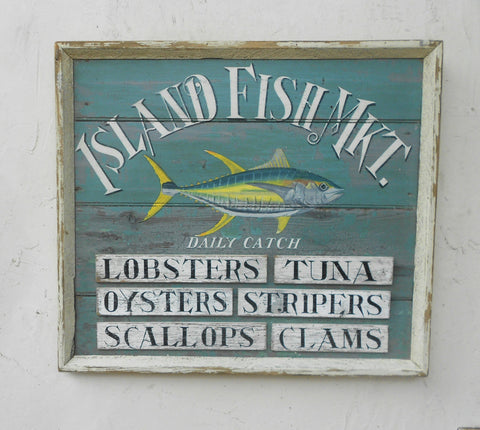 ISLAND FISH MKT.
DAILY CATCH
LOBSTERS TUNA
OYSTERS STRIPERS
SCALLOPS CLAMS